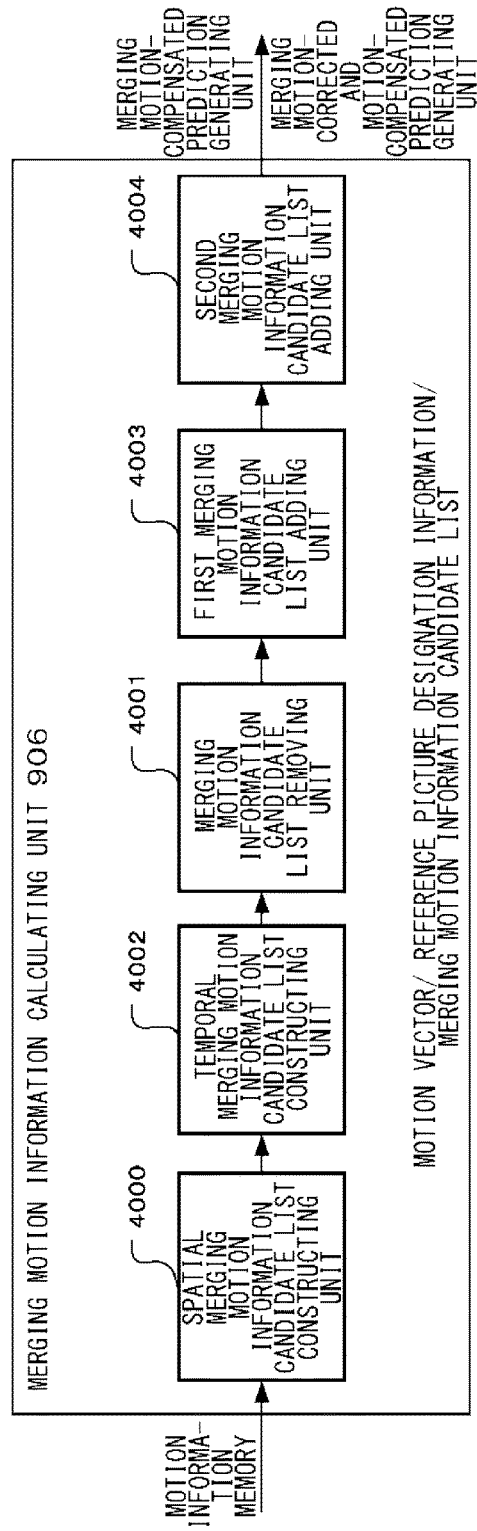 MERGING MOTION INFORMATION CALCULATING UNIT 906
MOTION
INFORMA-
TION
MEMORY
4000
SPATIAL
MERGING
MOTION
INFORMATION
CANDIDATE LIST
CONSTRUCTING
UNIT
4002
TEMPORAL
MERGING MOTION
INFORMATION
CANDIDATE LIST
CONSTRUCTING
UNIT
4001
MERGING
MOTION
INFORMATION
CANDIDATE
LIST REMOVING
UNIT
4003
FIRST MERGING
MOTION
INFORMATION
CANDIDATE
LIST ADDING
UNIT
4004
SECOND
MERGING
MOTION
INFORMATION
CANDIDATE LIST
ADDING UNIT
MERGING
MOTION-
COMPENSATED
PREDICTION
GENERATING
UNIT
MERGING
MOTION-
CORRECTED
AND
MOTION-
COMPENSATED
PREDICTION
GENERATING
UNIT
MOTION VECTOR/ REFERENCE PICTURE DESIGNATION INFORMATION/
MERGING MOTION INFORMATION CANDIDATE LIST